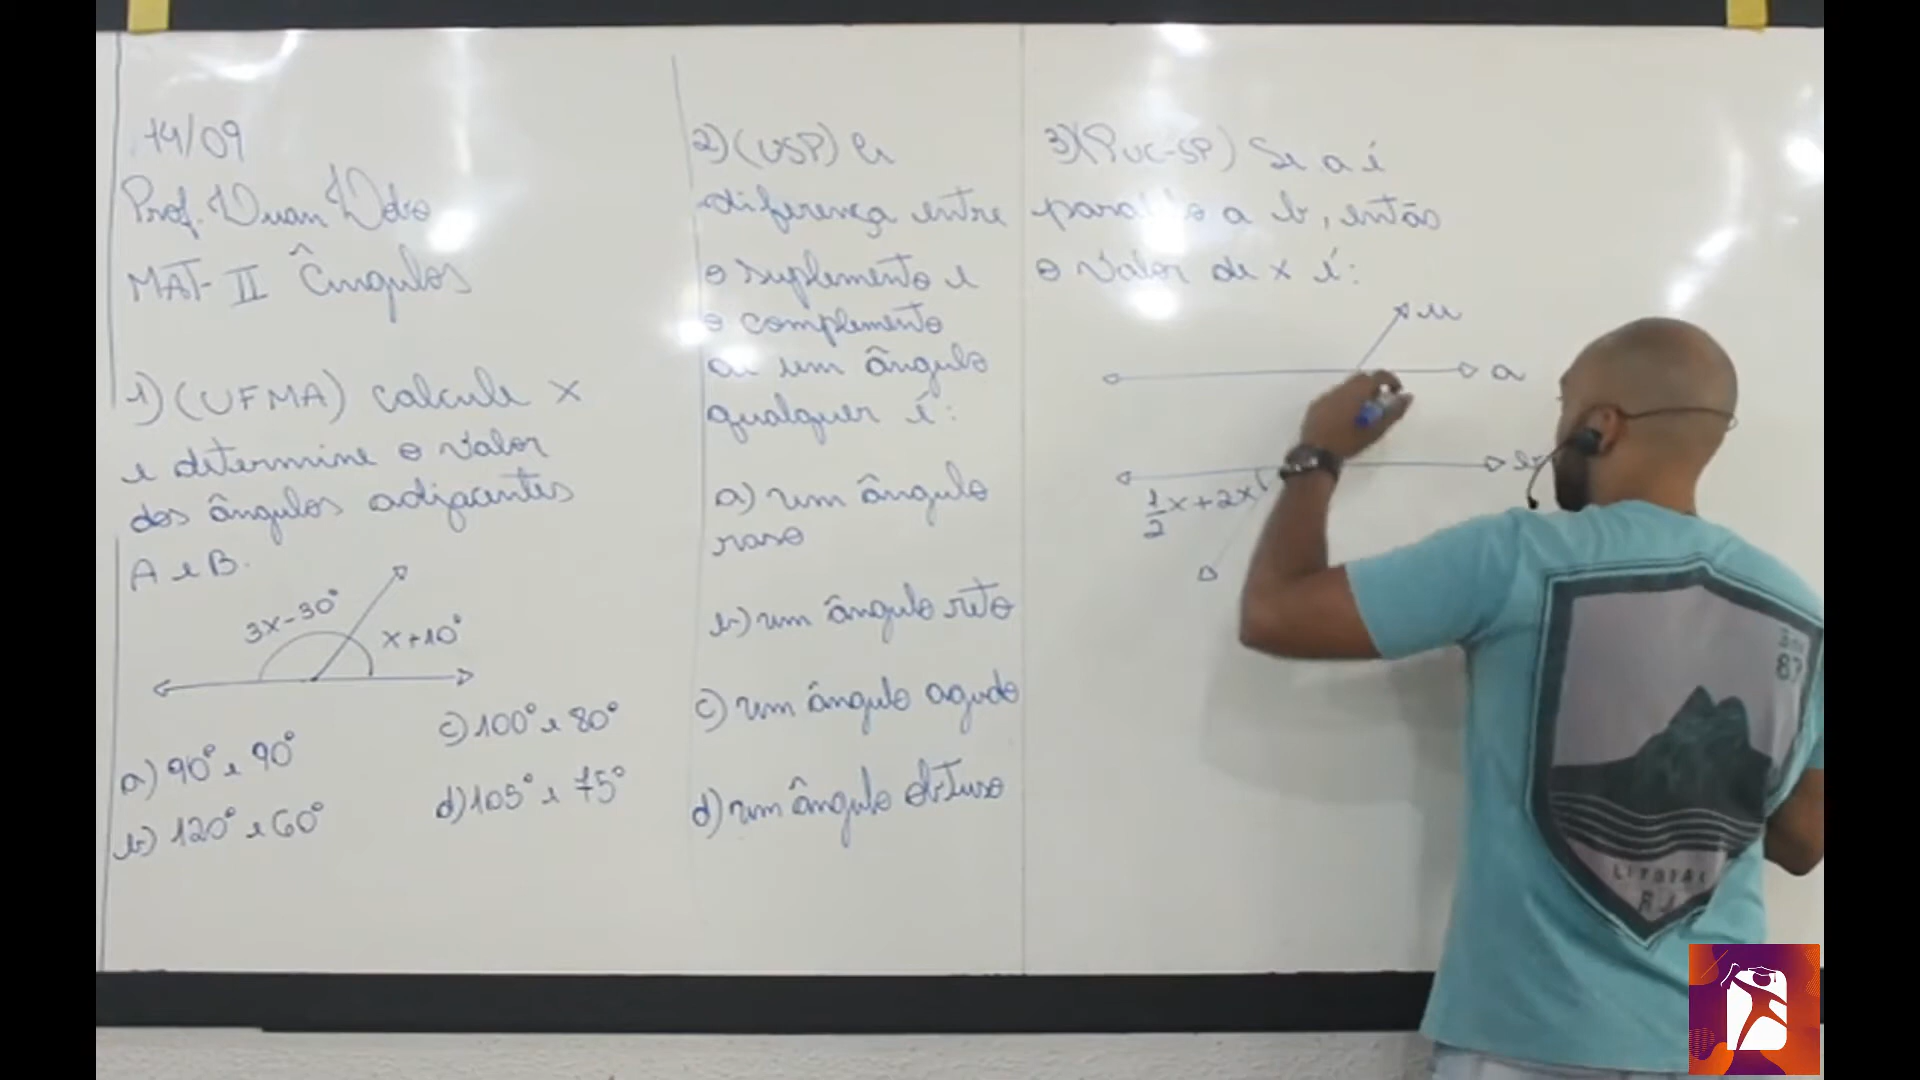 14/09
Prof.
MAT-II Ângulos
1)(UFMA) calcule x
e determine o valor
dos ângulos adjacentes
A e B.
3x-30°
x+10°
a) 90° e 90°
b) 120° e 60°
c) 100° e 80°
d) 105° e 75°
2)(USP) A
diferença entre
o suplemento e
o complemento
de um ângulo
qualquer é:
a) um ângulo
raso
b) um ângulo reto
c) um ângulo agudo
d) um ângulo obtuso
3)(PUC-SP) Se a é
paralelo a b, então
o valor de x é:
u
a
b
1/2x+2x
87